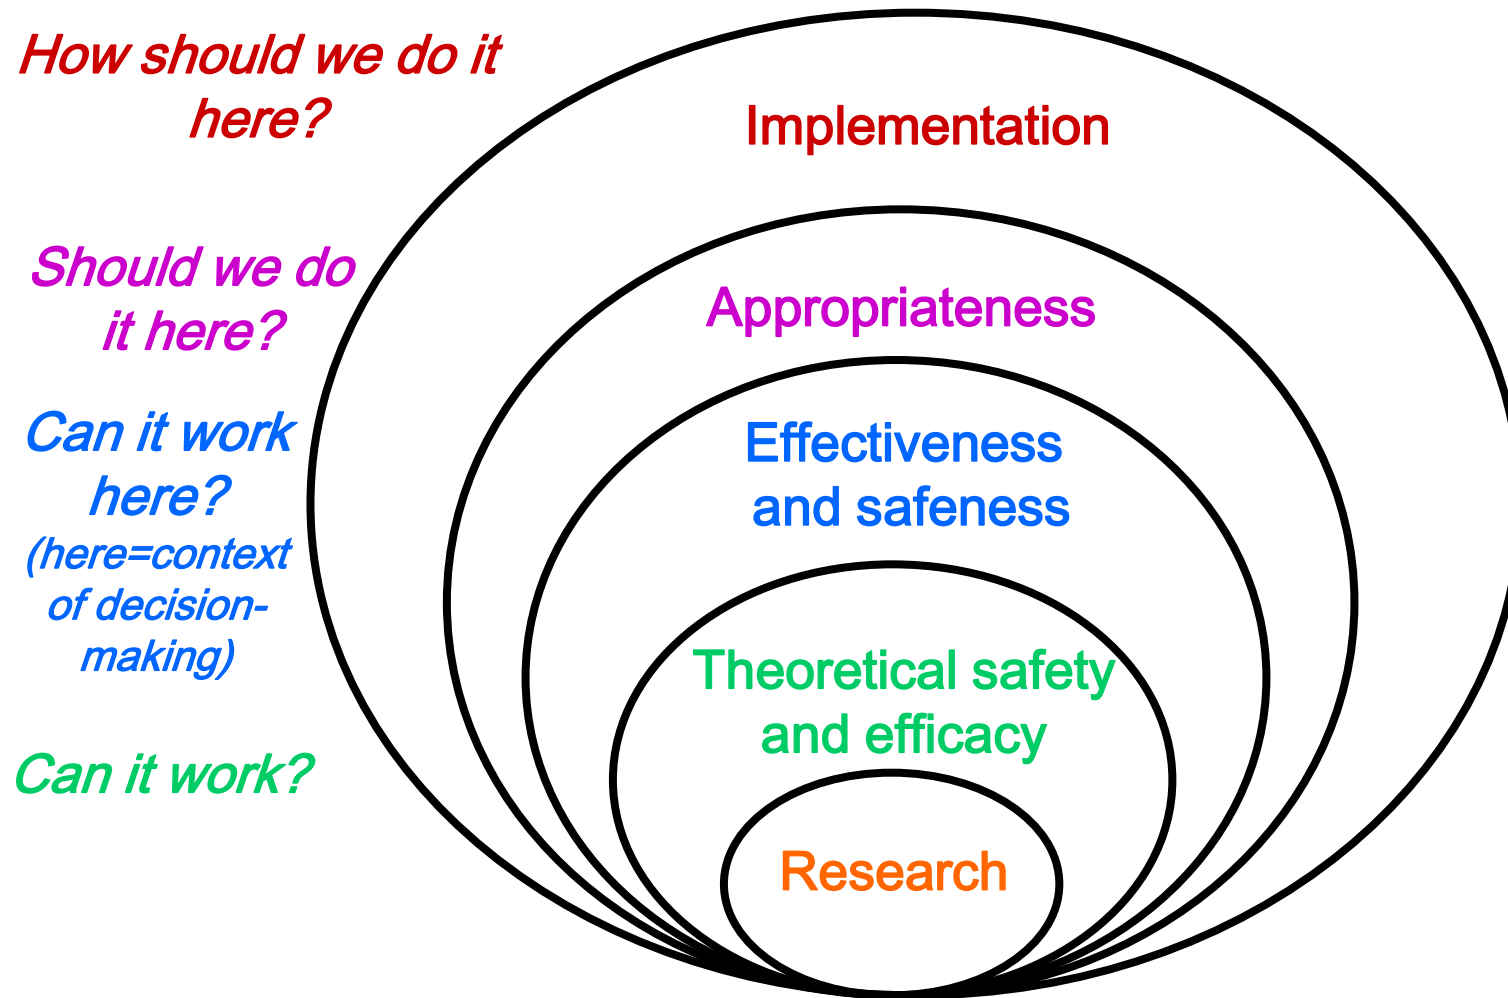 How should we do it
here?
Implementation
Should we do
it here?
Appropriateness
Can it work
here?
(here=context
of decision-
making)
Effectiveness
and safeness
Theoretical safety
and efficacy
Can it work?
Research